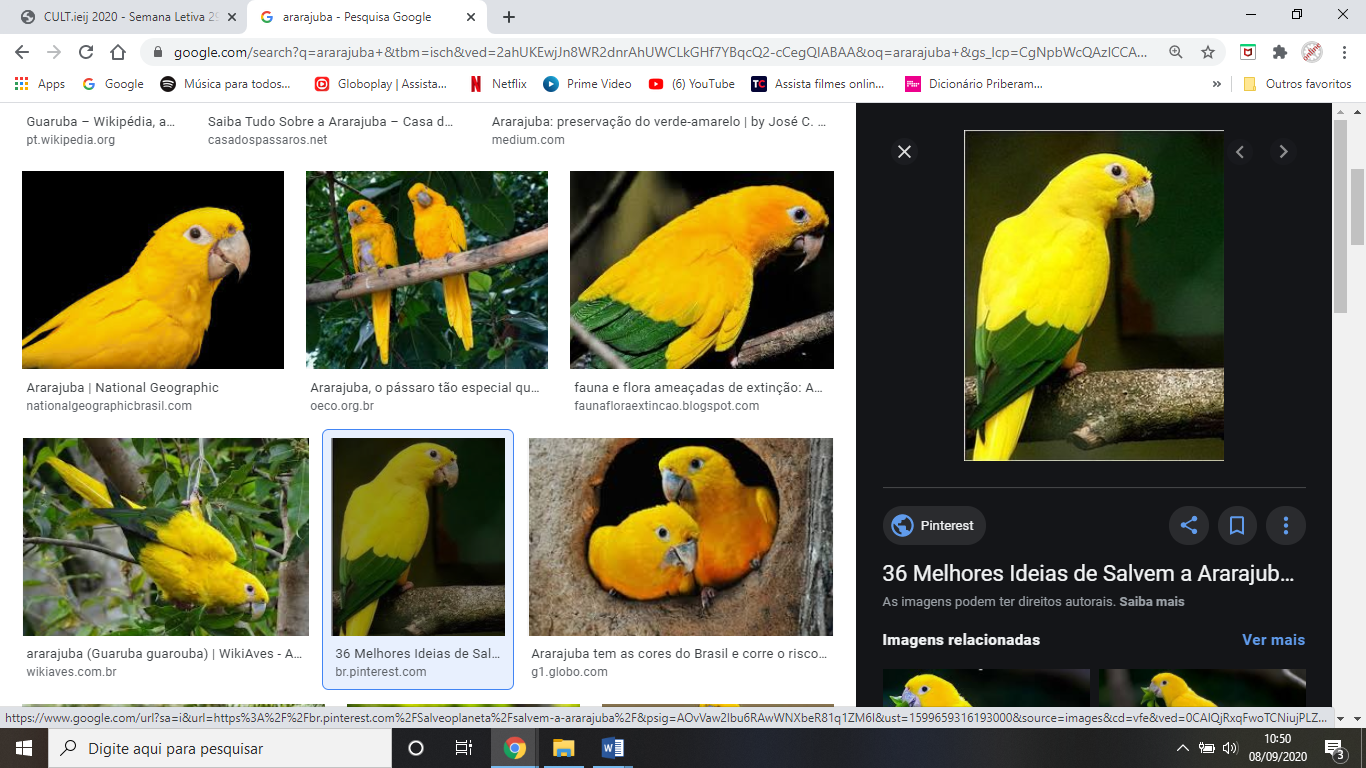 CULT.ieij 2020 - Semana Letiva 29
ararajuba - Pesquisa Google
google.com/search?q=ararajuba+&tbm=isch&ved=2ahUKEwjJn8WR2dnrAhUWCLkGHf7YBqcQ2-cCegQIABAA&oq=ararajuba+&gs_lcp=CgNpbWcQAzICCA...
Apps
Google
Música para todos...
Globoplay | Assista...
Netflix
Prime Video
(6) YouTube
Assista filmes onlin...
Dicionário Priberam...
»
Outros favoritos
Guaruba – Wikipédia, a...
pt.wikipedia.org
Saiba Tudo Sobre a Ararajuba – Casa d...
casadospassaros.net
Ararajuba: preservação do verde-amarelo | by José C. ...
medium.com
Ararajuba | National Geographic
nationalgeographicbrasil.com
Ararajuba, o pássaro tão especial qu...
oeco.org.br
fauna e flora ameaçadas de extinção: A...
faunafloraextincao.blogspot.com
ararajuba (Guaruba guarouba) | WikiAves - A...
wikiaves.com.br
36 Melhores Ideias de Sal...
br.pinterest.com
Ararajuba tem as cores do Brasil e corre o risco...
g1.globo.com
Pinterest
36 Melhores Ideias de Salvem a Ararajub...
As imagens podem ter direitos autorais. Saiba mais
Imagens relacionadas
Ver mais
https://www.google.com/url?sa=i&url=https%3A%2F%2Fbr.pinterest.com%2FSalveoplaneta%2Fsalvem-a-ararajuba%2F&psig=AOvVaw2Ibu6RAwWNXbeR81q1ZM6I&ust=1599659316193000&source=images&cd=vfe&ved=0CAIQjRxqFwoTCNiujPLZ...
Digite aqui para pesquisar
10:50
08/09/2020
3